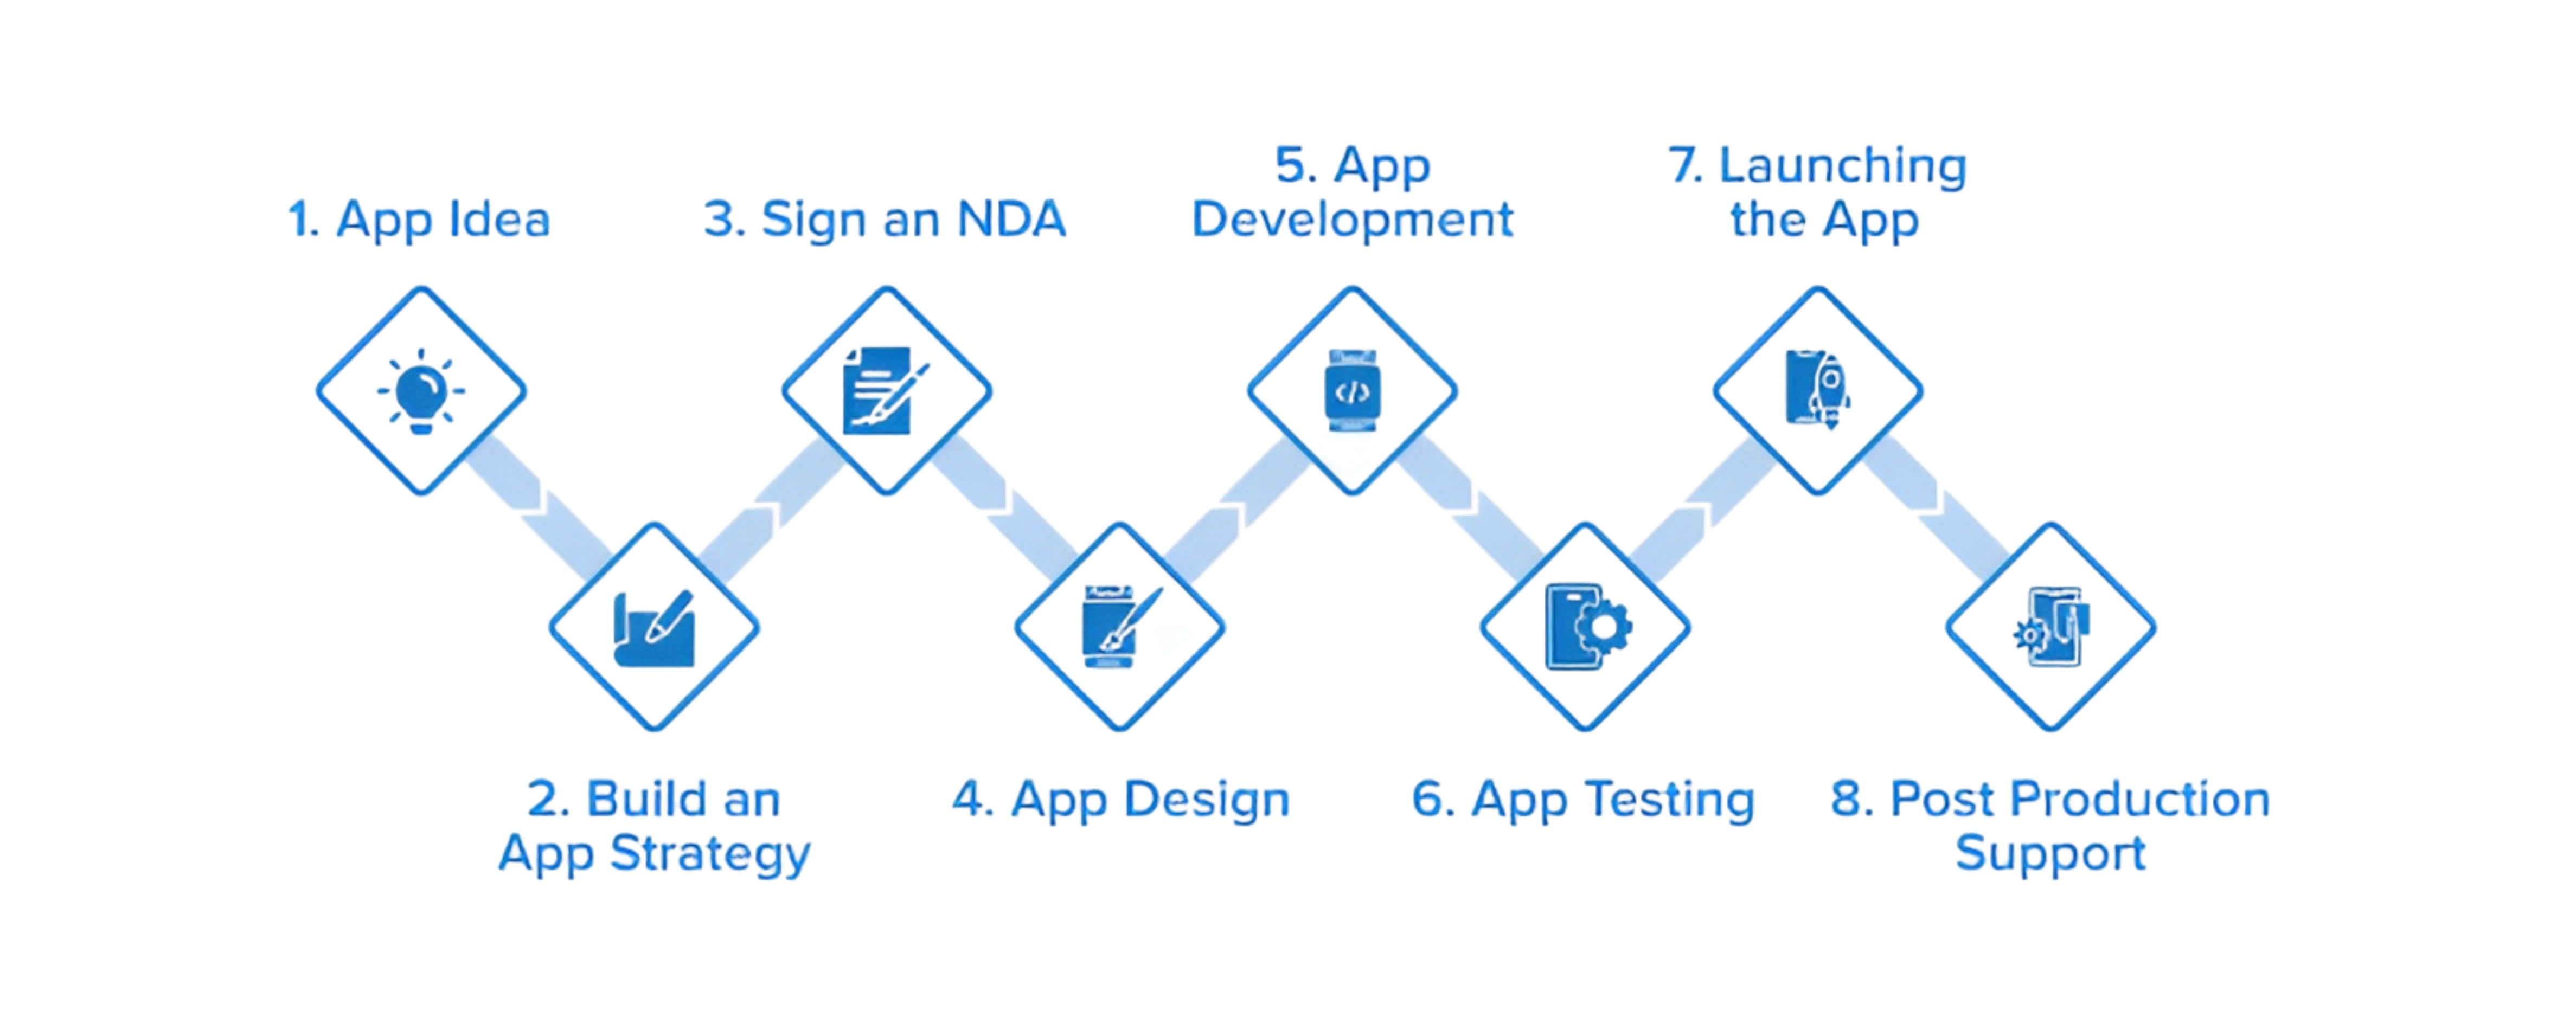 1. App Idea
2. Build an
App Strategy
3. Sign an NDA
4. App Design
5. App
Development
6. App Testing
7. Launching
the App
8. Post Production
Support